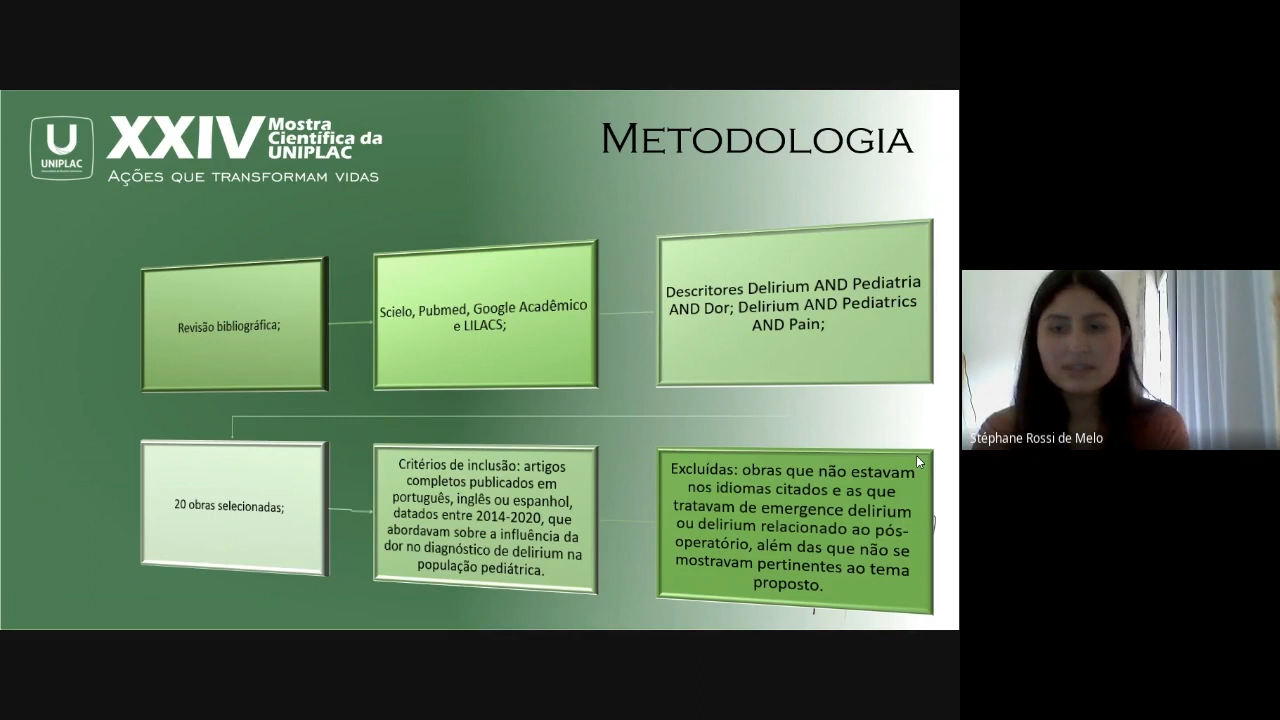 U
UNIPLAC
XXIV
Mostra
Científica da
UNIPLAC
AÇÕES QUE TRANSFORMAM VIDAS
METODOLOGIA
Revisão bibliográfica;
Scielo, Pubmed, Google Acadêmico
e LILACS;
Descritores Delirium AND Pediatria
AND Dor; Delirium AND Pediatrics
AND Pain;
20 obras selecionadas;
Critérios de inclusão: artigos
completos publicados em
português, inglês ou espanhol,
datados entre 2014-2020, que
abordavam sobre a influência da
dor no diagnóstico de delirium na
população pediátrica.
Excluídas: obras que não estavam
nos idiomas citados e as que
tratavam de emergence delirium
ou delirium relacionado ao pós-
operatório, além das que não se
mostravam pertinentes ao tema
proposto.
Stéphane Rossi de Melo